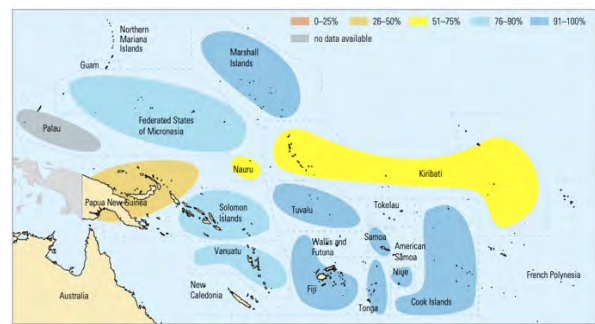 0–25%
26–50%
51–75%
76–90%
91–100%
no data available
Northern
Mariana
Islands
Guam
Marshall
Islands
Palau
Federated States
of Micronesia
Nauru
Kiribati
Papua New Guinea
Solomon
Islands
Tuvalu
Tokelau
Vanuatu
Wallis and
Futuna
Samoa
American
Samoa
Niue
Fiji
New
Caledonia
Tonga
Cook Islands
French Polynesia
Australia